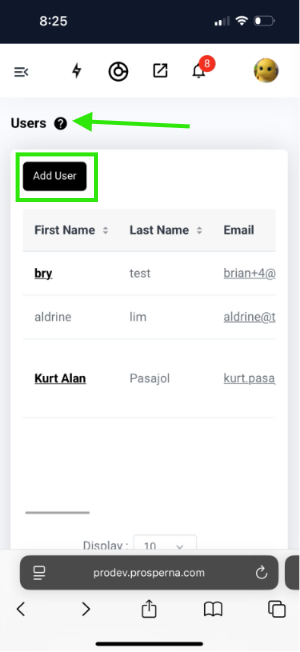 8:25
8
Users ?
Add User
First Name Last Name Email
bry test brian+4@
aldrine lim aldrine@t
Kurt Alan Pasajol kurt.pasa
Display : 10
prodev.prosperna.com